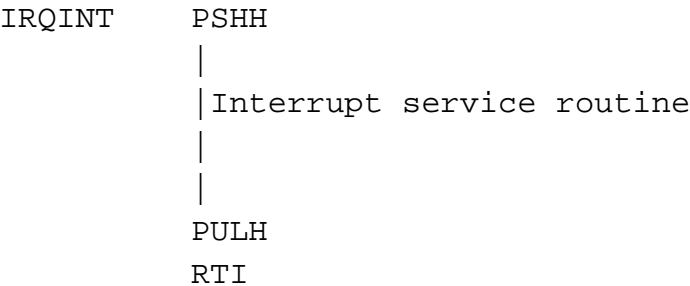 IRQINT PSHH
|
|Interrupt service routine
|
|
PULH
RTI